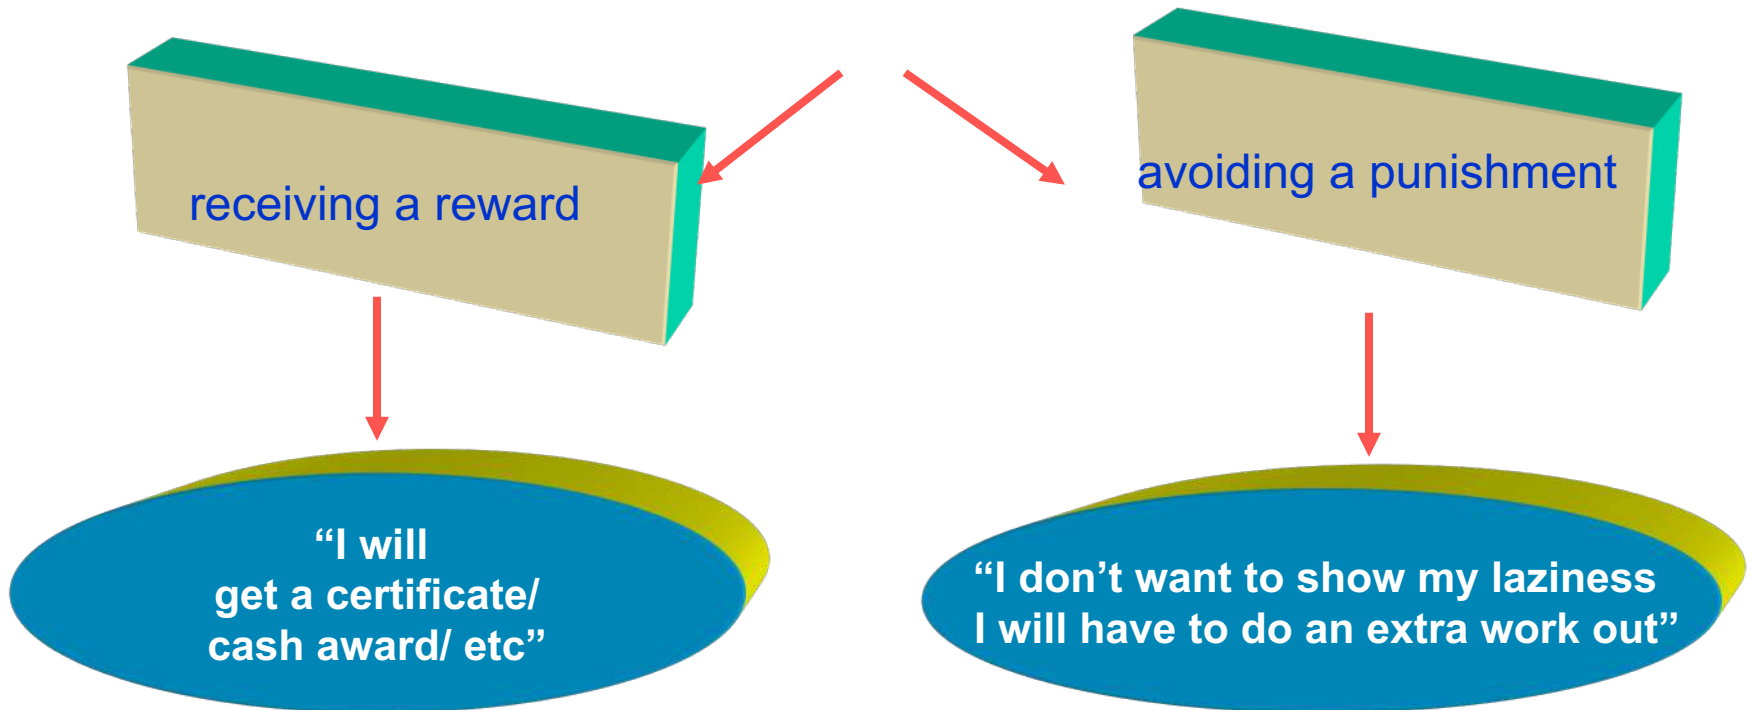 receiving a reward
avoiding a punishment
“I will
get a certificate/
cash award/ etc”
“I don’t want to show my laziness
I will have to do an extra work out”